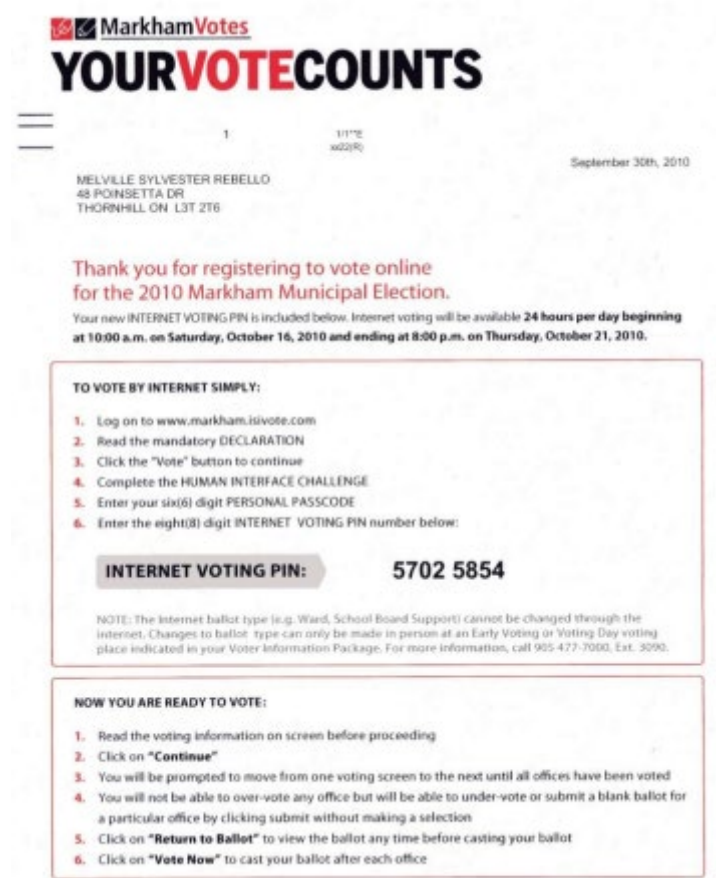 MarkhamVotes
YOURVOTECOUNTS
1
1/1**E
xx22(R)
September 30th, 2010
MELVILLE SYLVESTER REBELLO
48 POINSETTA DR
THORNHILL ON L3T 2T6
Thank you for registering to vote online
for the 2010 Markham Municipal Election.
Your new INTERNET VOTING PIN is included below. Internet voting will be available 24 hours per day beginning
at 10:00 a.m. on Saturday, October 16, 2010 and ending at 8:00 p.m. on Thursday, October 21, 2010.
TO VOTE BY INTERNET SIMPLY:
1. Log on to www.markham.isivote.com
2. Read the mandatory DECLARATION
3. Click the "Vote" button to continue
4. Complete the HUMAN INTERFACE CHALLENGE
5. Enter your six(6) digit PERSONAL PASSCODE
6. Enter the eight(8) digit INTERNET VOTING PIN number below:
INTERNET VOTING PIN: 5702 5854
NOTE: The Internet ballot type (e.g. Ward, School Board Support) cannot be changed through the
internet. Changes to ballot type can only be made in person at an Early Voting or Voting Day voting
place indicated in your Voter Information Package. For more information, call 905-477-7000, Ext. 3090.
NOW YOU ARE READY TO VOTE:
1. Read the voting information on screen before proceeding
2. Click on "Continue"
3. You will be prompted to move from one voting screen to the next until all offices have been voted
4. You will not be able to over-vote any office but will be able to under-vote or submit a blank ballot for
a particular office by clicking submit without making a selection
5. Click on "Return to Ballot" to view the ballot any time before casting your ballot
6. Click on "Vote Now" to cast your ballot after each office